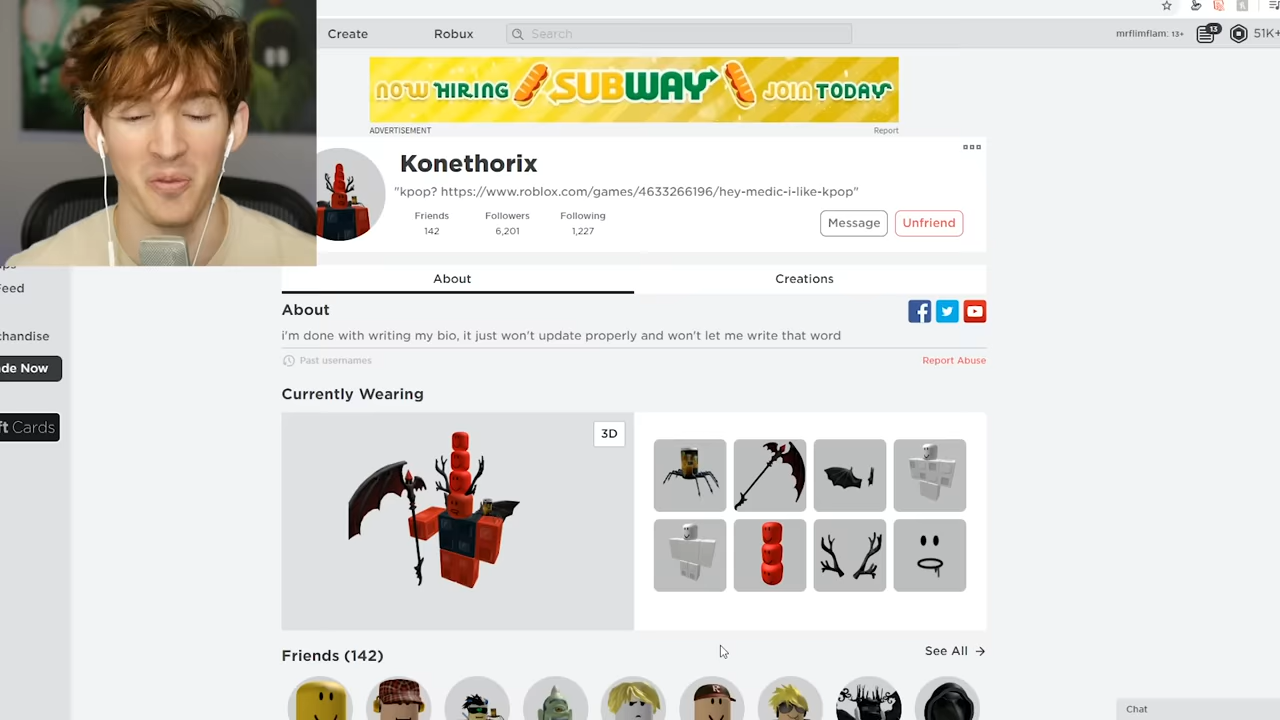 Create
Robux
Search
mrflimflam: 13+
13
51K+
NOW HIRING SUBWAY JOIN TODAY
ADVERTISEMENT
Report
Konethorix
"kpop? https://www.roblox.com/games/4633266196/hey-medic-i-like-kpop"
Friends
Followers
Following
142
6,201
1,227
Message
Unfriend
Feed
About
Creations
About
i'm done with writing my bio, it just won't update properly and won't let me write that word
Past usernames
Report Abuse
Currently Wearing
3D
Cards
Now
Friends (142)
See All
Chat